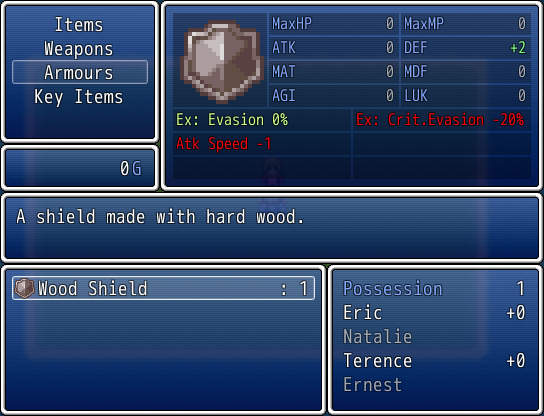 Items
Weapons
Armours
Key Items
0G
MaxHP 0 MaxMP 0
ATK 0 DEF +2
MAT 0 MDF 0
AGI 0 LUK 0
Ex: Evasion 0% Ex: Crit.Evasion -20%
Atk Speed -1
A shield made with hard wood.
Wood Shield : 1
Possession 1
Eric +0
Natalie
Terence +0
Ernest